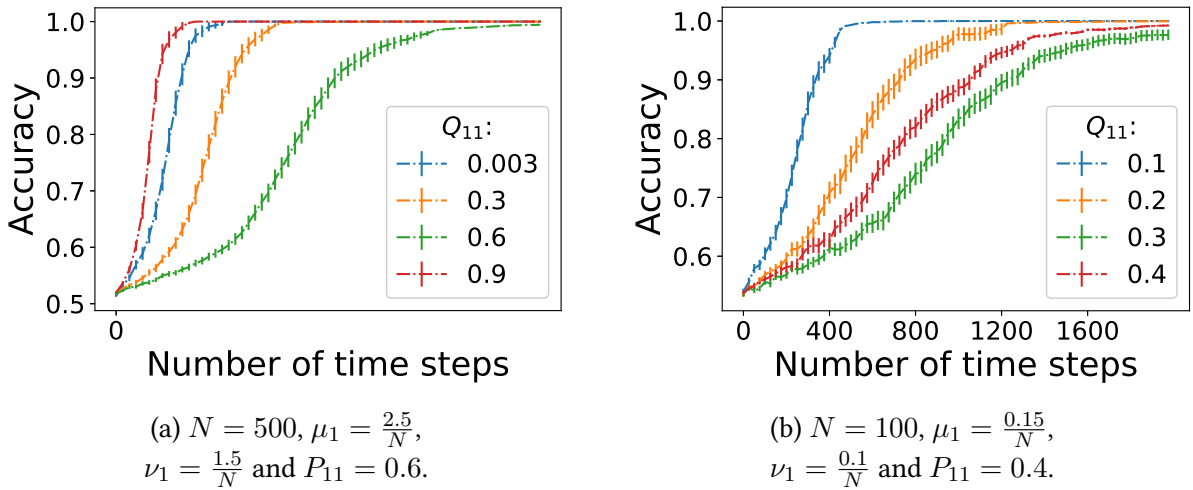 1.0
0.9
0.8
0.7
0.6
0.5
Accuracy
Q₁₁:
0.003
0.3
0.6
0.9
0
Number of time steps
(a) N = 500, μ₁ = 2.5/N,
ν₁ = 1.5/N and P₁₁ = 0.6.
1.0
0.9
0.8
0.7
0.6
Accuracy
Q₁₁:
0.1
0.2
0.3
0.4
0 400 800 1200 1600
Number of time steps
(b) N = 100, μ₁ = 0.15/N,
ν₁ = 0.1/N and P₁₁ = 0.4.